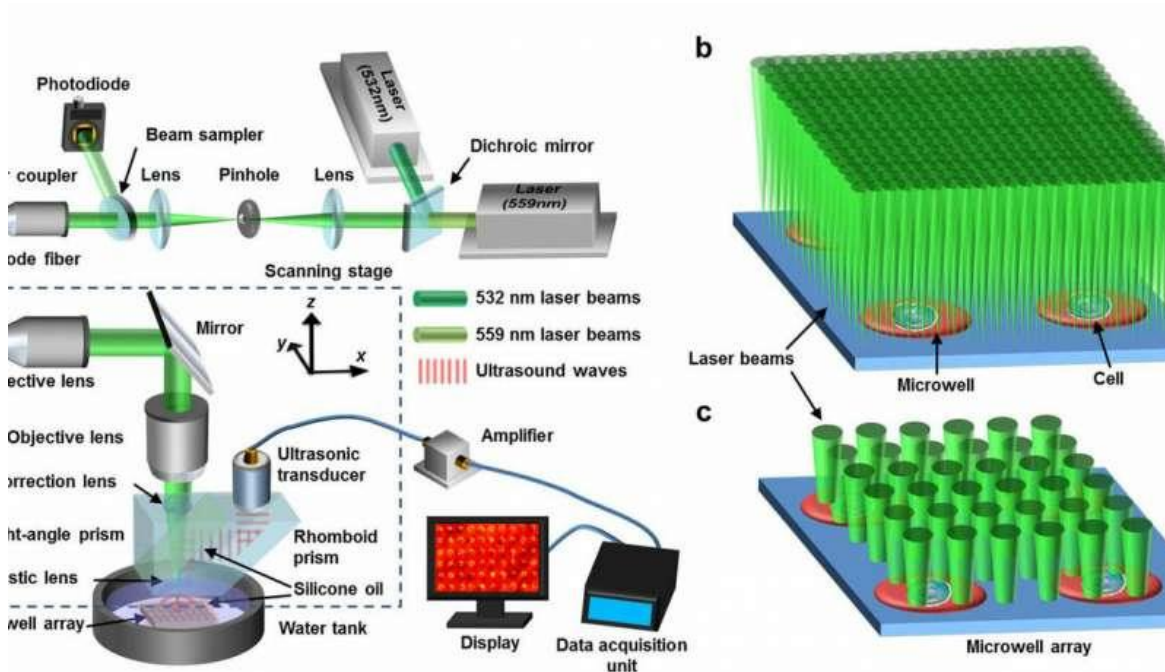 Photodiode
Beam sampler
r coupler
Lens
Pinhole
Lens
Laser
(532nm)
Dichroic mirror
Laser
(559nm)
ode fiber
Scanning stage
Mirror
z
y
x
532 nm laser beams
559 nm laser beams
Ultrasound waves
ective lens
Objective lens
Ultrasonic
transducer
Amplifier
orrection lens
ht-angle prism
Rhomboid
prism
stic lens
Silicone oil
well array
Water tank
Display
Data acquisition
unit
b
Laser beams
Microwell
Cell
c
Microwell array